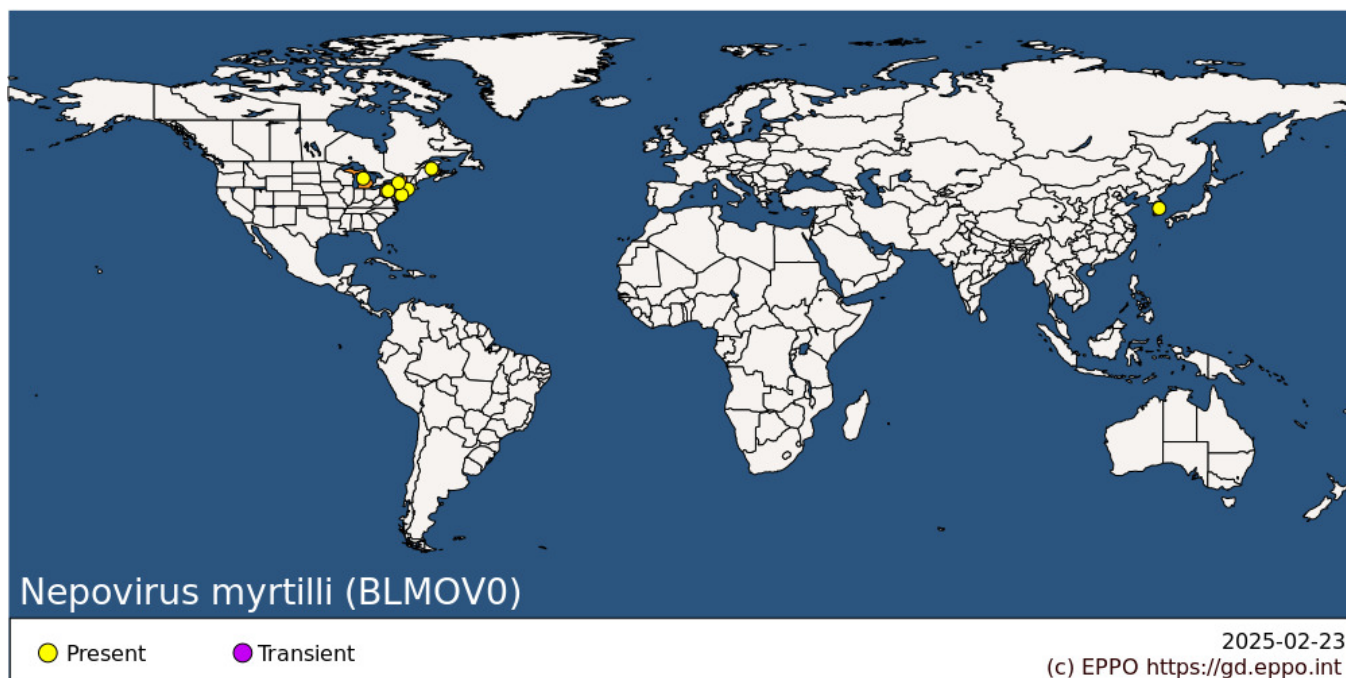 Nepovirus myrtilli (BLMOV0)
Present
Transient
2025-02-23
(c) EPPO https://gd.eppo.int